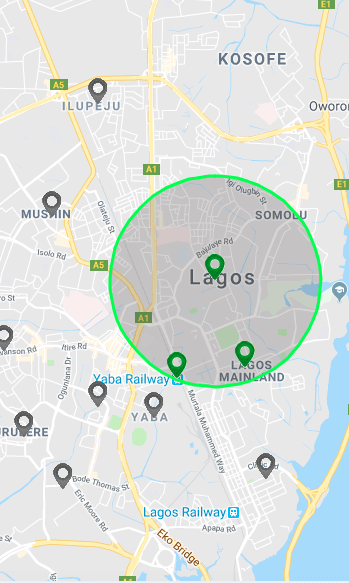 E1
KOSOFE
A5
ILUPEJU
Oworon
A1
E1
Igi Olugbin St
MUSHIN
Olateju St
SOMOLU
Bajulaye Rd
Isolo Rd
A5
Lagos
A1
Itire Rd
LAGOS
MAINLAND
Yaba Railway
Ogunlana Dr
YABA
Murtala Muhammed Way
Bode Thomas St
Eric Moore Rd
Lagos Railway
Apapa Rd
Eko Bridge